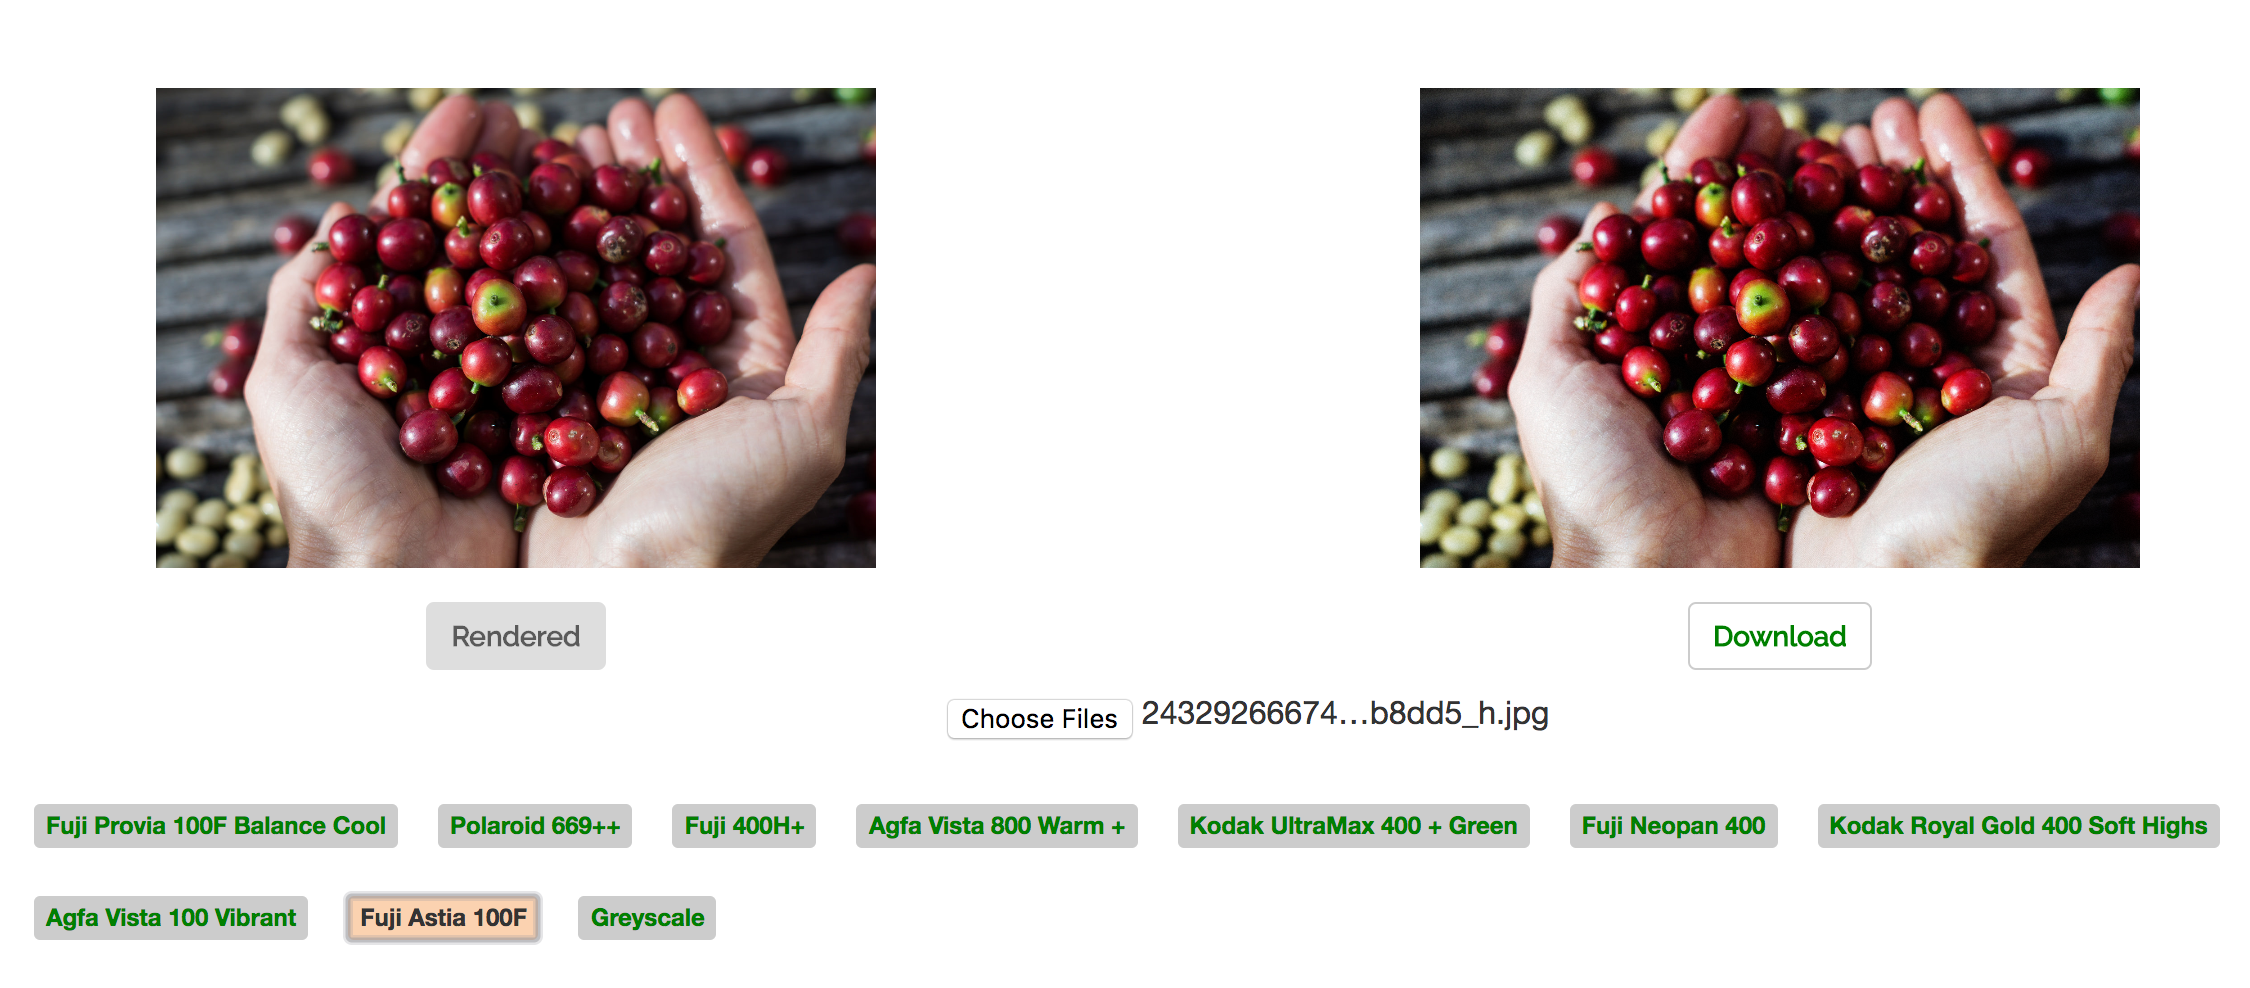 Rendered
Download
Choose Files 24329266674...b8dd5_h.jpg
Fuji Provia 100F Balance Cool
Polaroid 669++
Fuji 400H+
Agfa Vista 800 Warm +
Kodak UltraMax 400 + Green
Fuji Neopan 400
Kodak Royal Gold 400 Soft Highs
Agfa Vista 100 Vibrant
Fuji Astia 100F
Greyscale